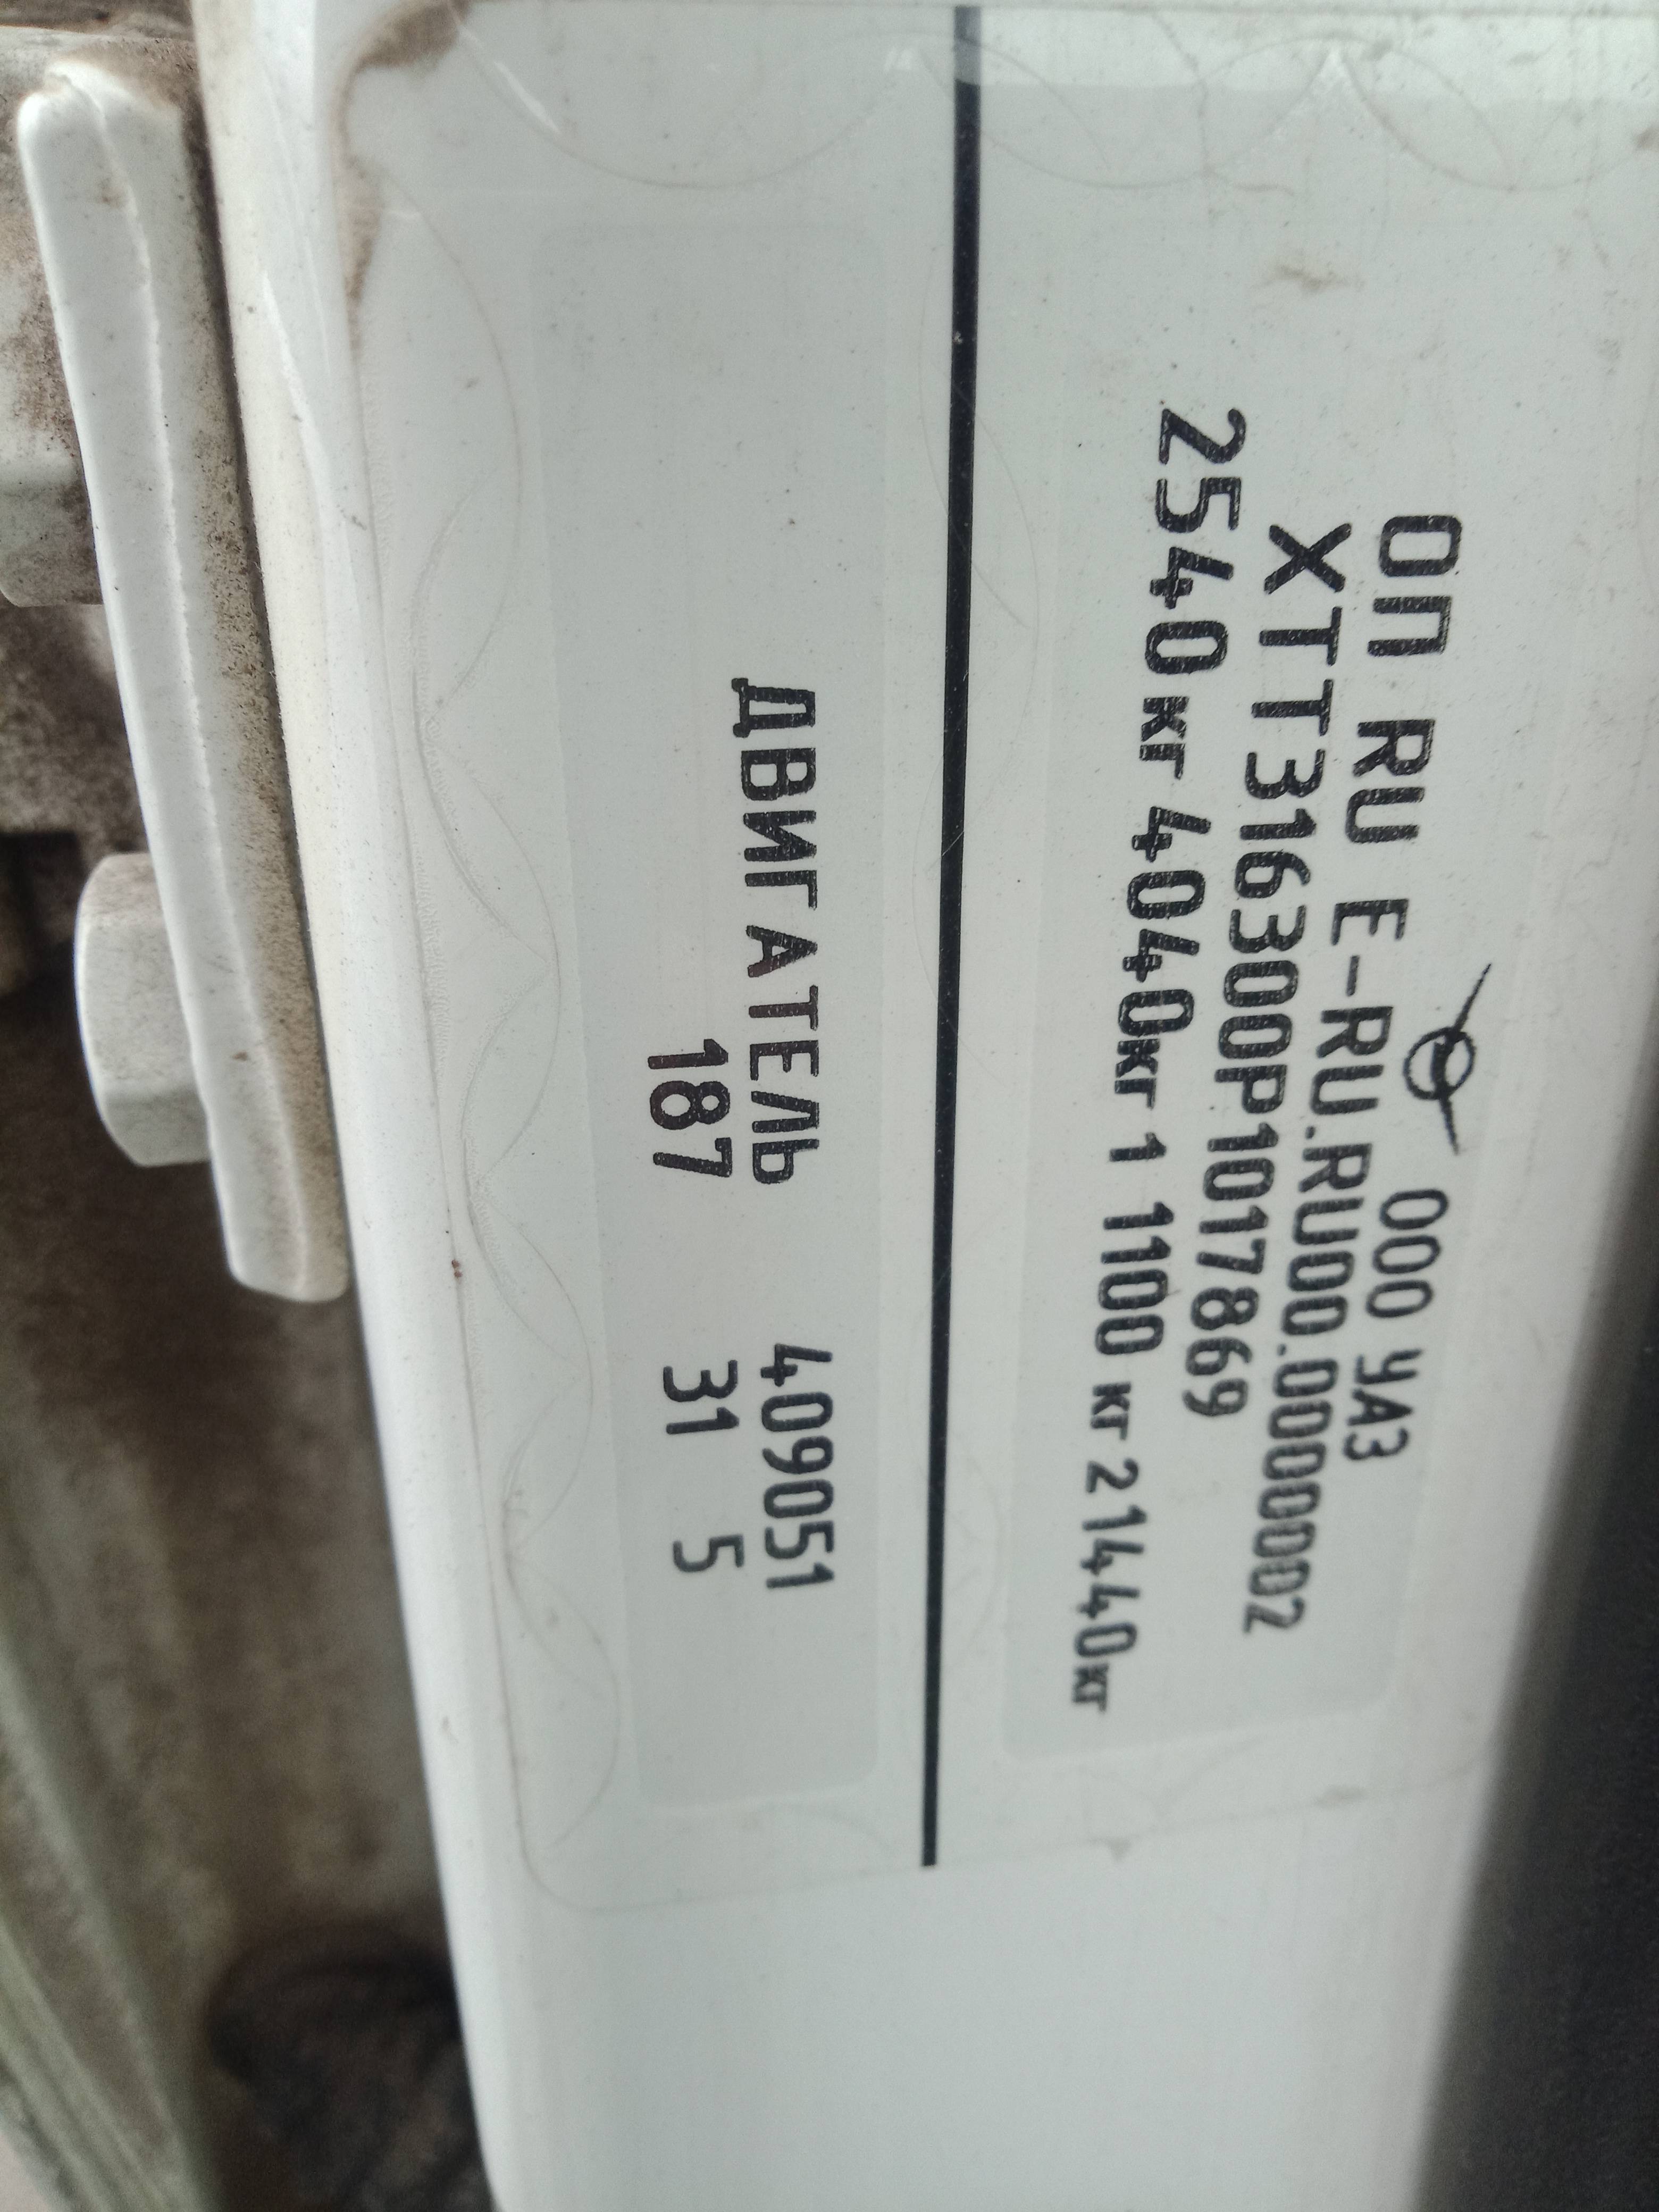 ООО УАЗ
ОП RU E-RU.RU00.00000002
XTT316300P1017869
2540кг 4040кг 1 1100 кг 2 1440кг
ДВИГАТЕЛЬ 409051
187 31 5